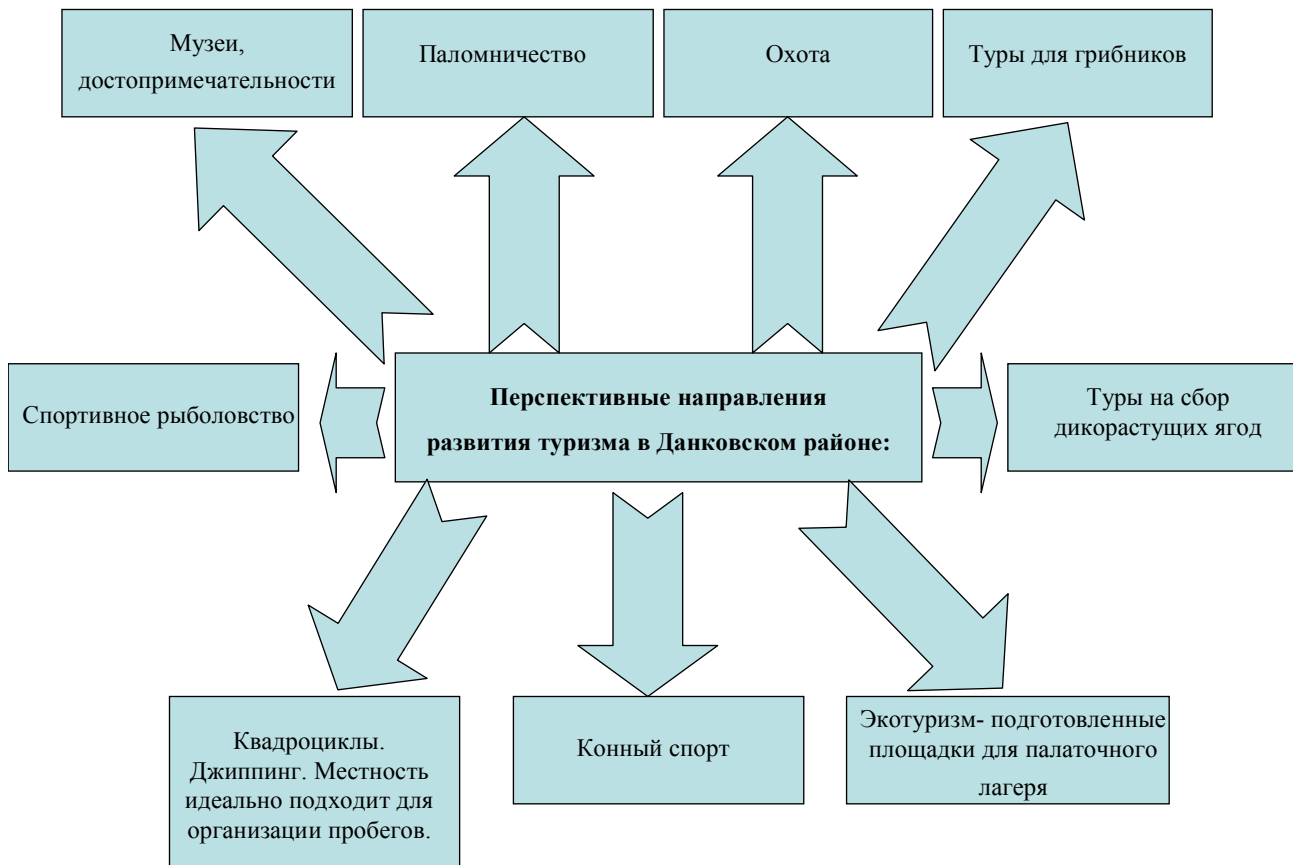 Музеи,
достопримечательности
Паломничество
Охота
Туры для грибников
Спортивное рыболовство
Перспективные направления
развития туризма в Данковском районе:
Туры на сбор
дикорастущих ягод
Квадроциклы.
Джиппинг. Местность
идеально подходит для
организации пробегов.
Конный спорт
Экотуризм- подготовленные
площадки для палаточного
лагеря